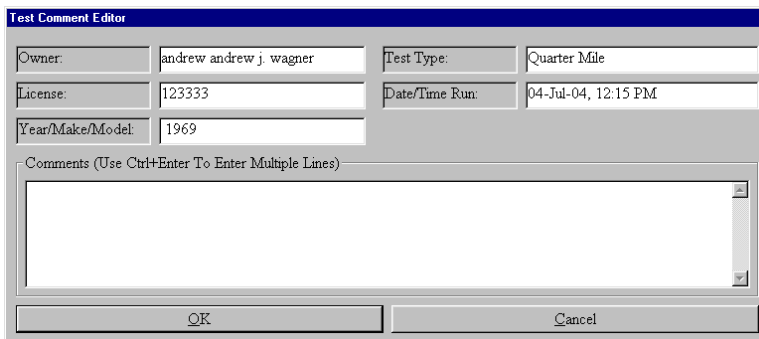 Test Comment Editor
Owner: andrew andrew j. wagner Test Type: Quarter Mile
License: 123333 Date/Time Run: 04-Jul-04, 12:15 PM
Year/Make/Model: 1969
Comments (Use Ctrl+Enter To Enter Multiple Lines)
OK Cancel